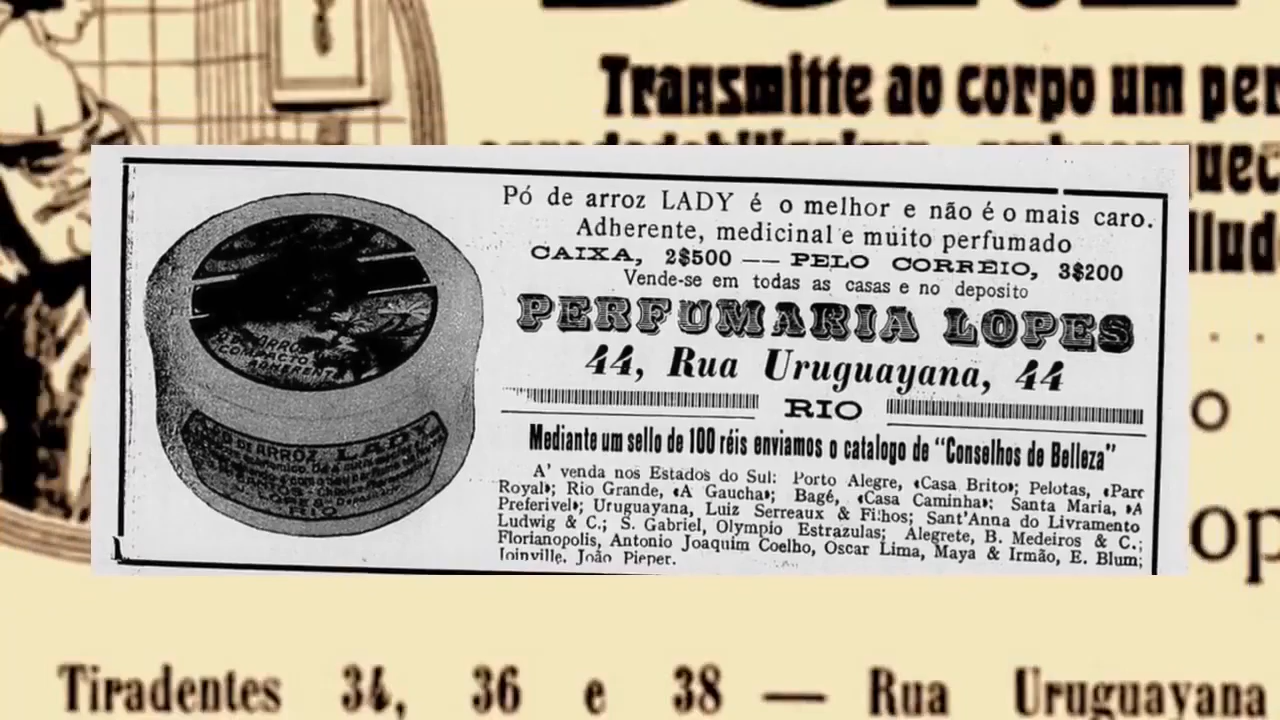 Transmitte ao corpo um per
Pó de arroz LADY é o melhor e não é o mais caro.
Adherente, medicinal e muito perfumado
CAIXA, 2$500 — PELO CORREIO, 3$200
Vende-se em todas as casas e no deposito
PERFUMARIA LOPES
44, Rua Uruguayana, 44
RIO
Mediante um sello de 100 réis enviamos o catalogo de "Conselhos de Belleza"
A' venda nos Estados do Sul: Porto Alegre, «Casa Brito»; Pelotas, «Parc
Royal»; Rio Grande, «A Gaucha»; Bagé, «Casa Caminha»; Santa Maria, »A
Preferivel»; Uruguayana, Luiz Serreaux & Filhos; Sant'Anna do Livramento
Ludwig & C.; S. Gabriel, Olympio Estrazulas; Alegrete, B. Medeiros & C.;
Florianopolis, Antonio Joaquim Coelho, Oscar Lima, Maya & Irmão, E. Blum;
Joinville, João Pieper.
ARROZ
COMPACTO
ADHERENTE
PÓ DE ARROZ LADY
J. LOPES
RIO
Tiradentes 34, 36 e 38 — Rua Uruguayana